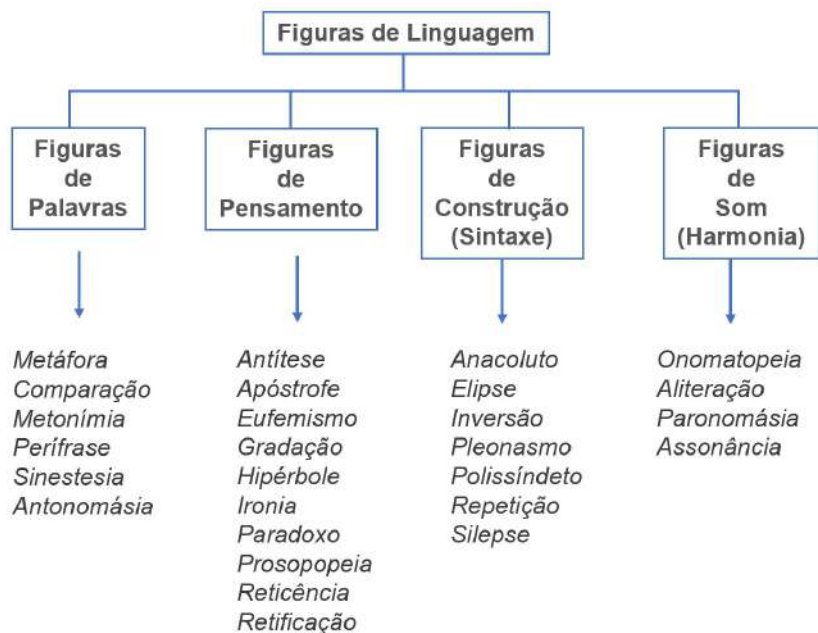 Figuras de Linguagem
Figuras
de
Palavras
Figuras
de
Pensamento
Figuras
de
Construção
(Sintaxe)
Figuras
de
Som
(Harmonia)
Metáfora
Comparação
Metonímia
Perífrase
Sinestesia
Antonomásia
Antítese
Apóstrofe
Eufemismo
Gradação
Hipérbole
Ironia
Paradoxo
Prosopopeia
Reticência
Retificação
Anacoluto
Elipse
Inversão
Pleonasmo
Polissíndeto
Repetição
Silepse
Onomatopeia
Aliteração
Paronomásia
Assonância